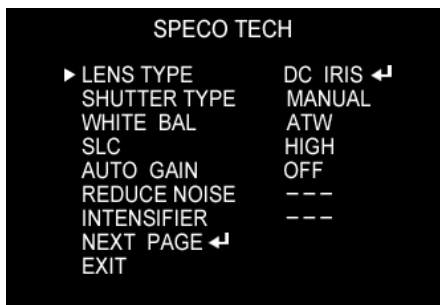 SPECO TECH
▶ LENS TYPE DC IRIS ↵
SHUTTER TYPE MANUAL
WHITE BAL ATW
SLC HIGH
AUTO GAIN OFF
REDUCE NOISE – – –
INTENSIFIER – – –
NEXT PAGE ↵
EXIT